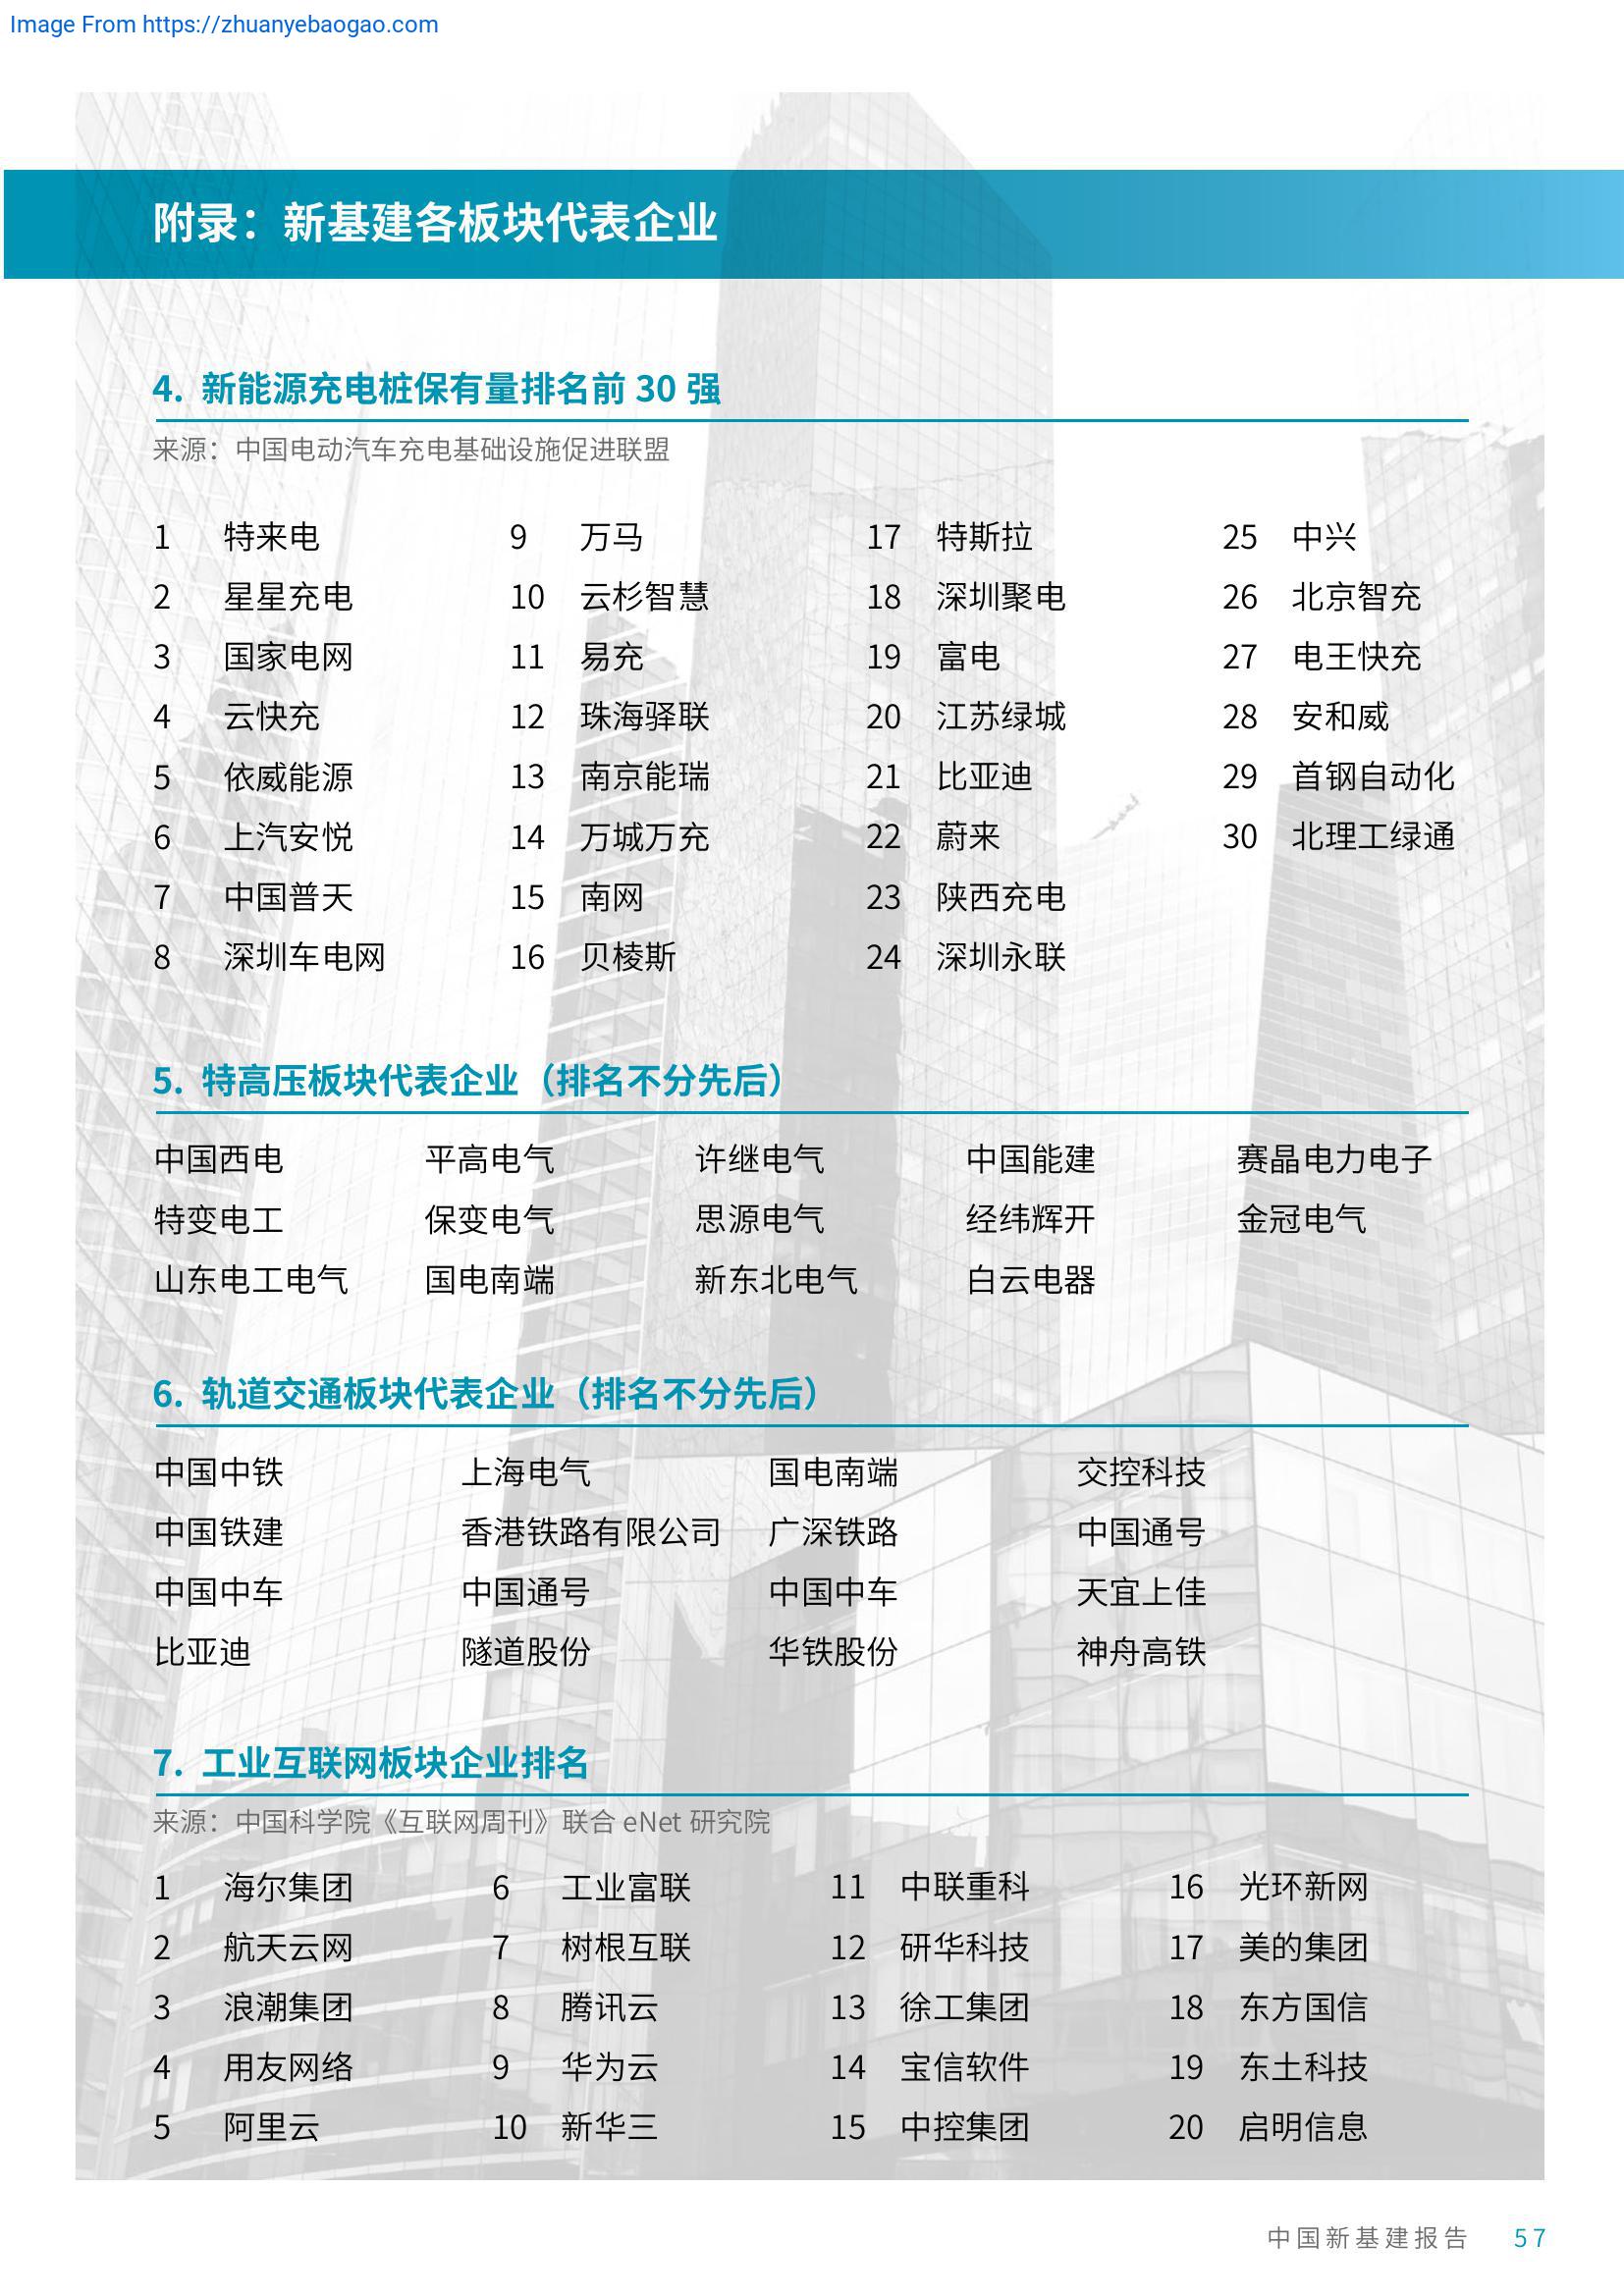 Image From https://zhuanyebaogao.com
附录：新基建各板块代表企业
4. 新能源充电桩保有量排名前 30 强
来源：中国电动汽车充电基础设施促进联盟
1 特来电 9 万马 17 特斯拉 25 中兴
2 星星充电 10 云杉智慧 18 深圳聚电 26 北京智充
3 国家电网 11 易充 19 富电 27 电王快充
4 云快充 12 珠海驿联 20 江苏绿城 28 安和威
5 依威能源 13 南京能瑞 21 比亚迪 29 首钢自动化
6 上汽安悦 14 万城万充 22 蔚来 30 北理工绿通
7 中国普天 15 南网 23 陕西充电
8 深圳车电网 16 贝棱斯 24 深圳永联
5. 特高压板块代表企业（排名不分先后）
中国西电 平高电气 许继电气 中国能建 赛晶电力电子
特变电工 保变电气 思源电气 经纬辉开 金冠电气
山东电工电气 国电南端 新东北电气 白云电器
6. 轨道交通板块代表企业（排名不分先后）
中国中铁 上海电气 国电南端 交控科技
中国铁建 香港铁路有限公司 广深铁路 中国通号
中国中车 中国通号 中国中车 天宜上佳
比亚迪 隧道股份 华铁股份 神舟高铁
7. 工业互联网板块企业排名
来源：中国科学院《互联网周刊》联合 eNet 研究院
1 海尔集团 6 工业富联 11 中联重科 16 光环新网
2 航天云网 7 树根互联 12 研华科技 17 美的集团
3 浪潮集团 8 腾讯云 13 徐工集团 18 东方国信
4 用友网络 9 华为云 14 宝信软件 19 东土科技
5 阿里云 10 新华三 15 中控集团 20 启明信息
中国新基建报告 57